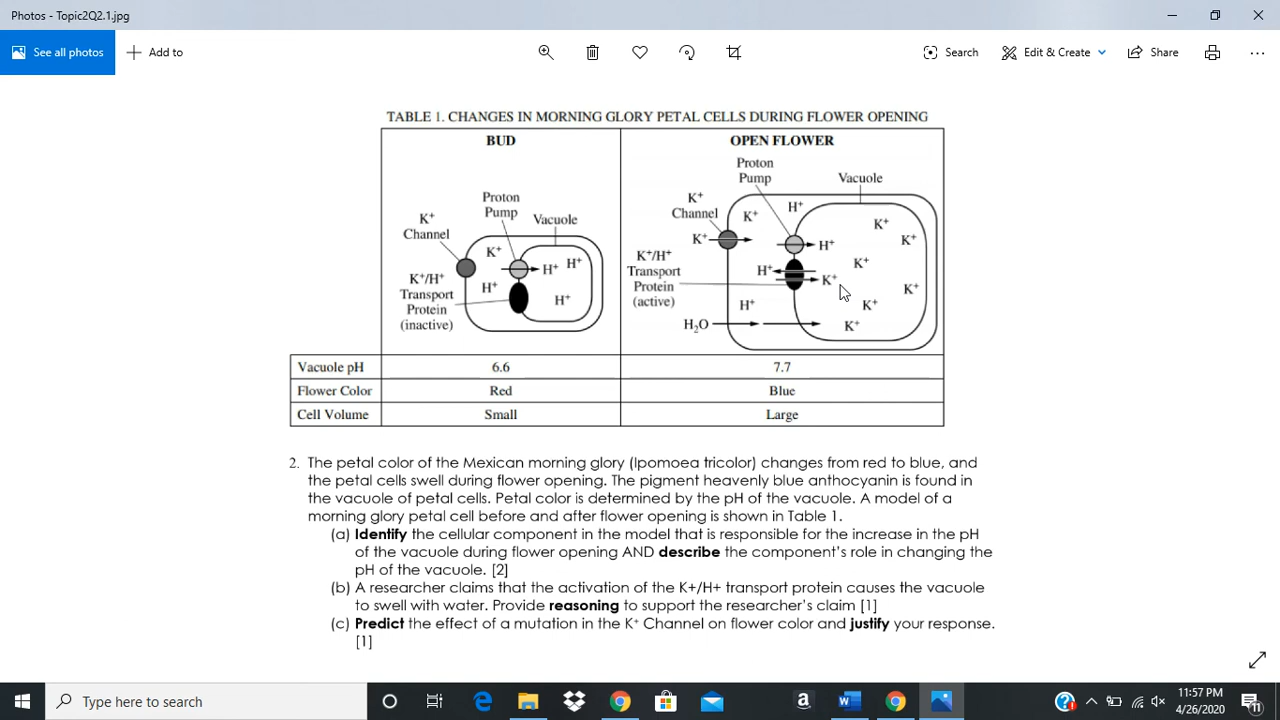 Photos - Topic2Q2.1.jpg
See all photos
Add to
Search
Edit & Create
Share
TABLE 1. CHANGES IN MORNING GLORY PETAL CELLS DURING FLOWER OPENING
BUD
OPEN FLOWER
K+
Channel
Proton
Pump
Vacuole
K+
H+
H+
H+
H+
K+/H+
Transport
Protein
(inactive)
Proton
Pump
Vacuole
K+
Channel
K+
H+
K+
K+
K+
H+
K+/H+
Transport
Protein
(active)
H+
K+
K+
K+
H+
K+
K+
H₂O
Vacuole pH 6.6 7.7
Flower Color Red Blue
Cell Volume Small Large
2. The petal color of the Mexican morning glory (Ipomoea tricolor) changes from red to blue, and
the petal cells swell during flower opening. The pigment heavenly blue anthocyanin is found in
the vacuole of petal cells. Petal color is determined by the pH of the vacuole. A model of a
morning glory petal cell before and after flower opening is shown in Table 1.
(a) Identify the cellular component in the model that is responsible for the increase in the pH
of the vacuole during flower opening AND describe the component's role in changing the
pH of the vacuole. [2]
(b) A researcher claims that the activation of the K+/H+ transport protein causes the vacuole
to swell with water. Provide reasoning to support the researcher's claim [1]
(c) Predict the effect of a mutation in the K+ Channel on flower color and justify your response.
[1]
Type here to search
11:57 PM
4/26/2020
11